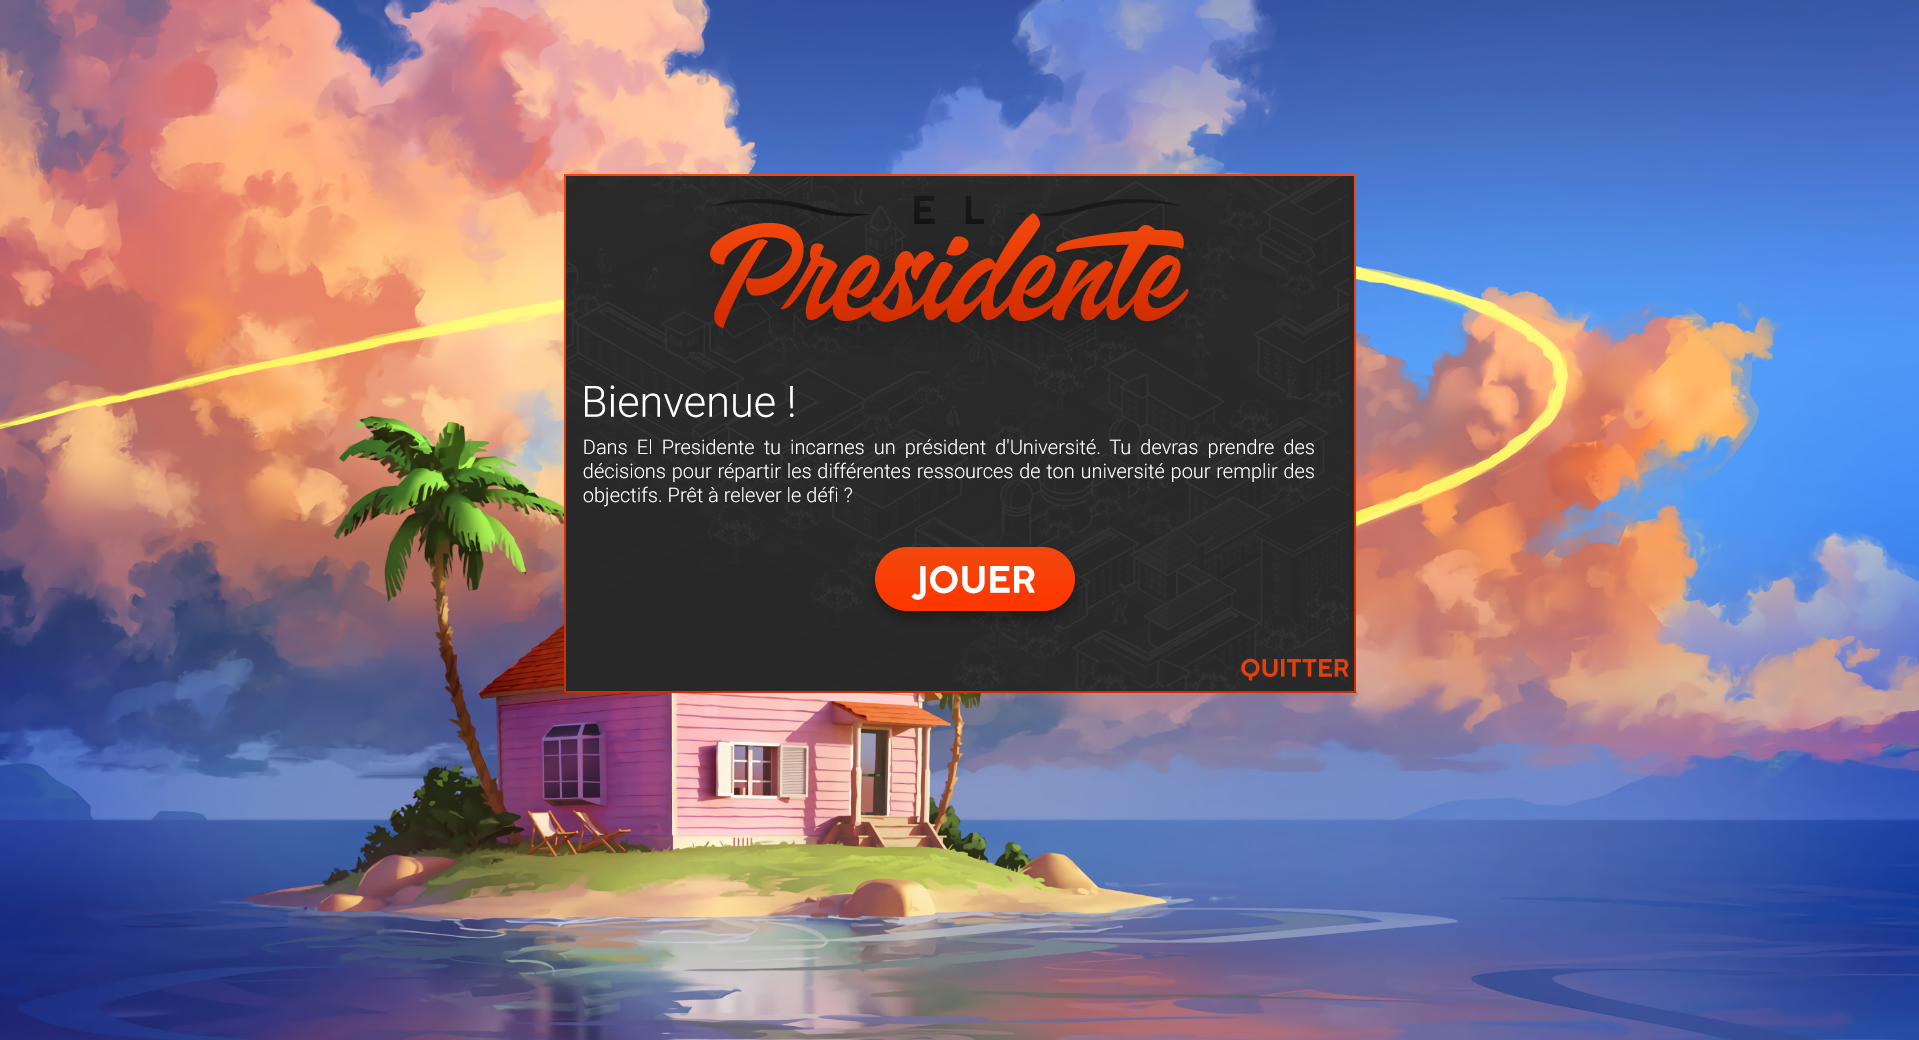 EL
Presidente
Bienvenue !
Dans El Presidente tu incarnes un président d'Université. Tu devras prendre des
décisions pour répartir les différentes ressources de ton université pour remplir des
objectifs. Prêt à relever le défi ?
JOUER
QUITTER